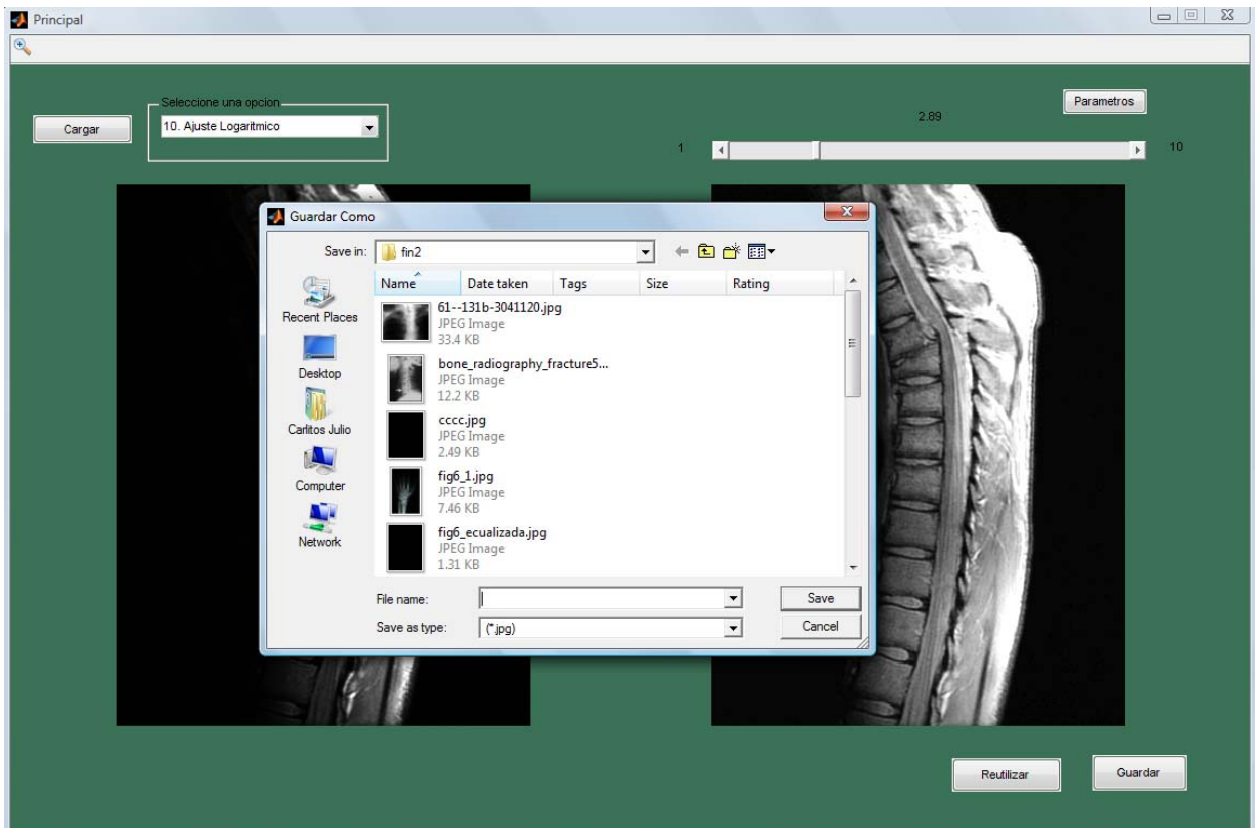 Principal
Seleccione una opcion
Cargar
10. Ajuste Logaritmico
Parametros
2.89
1
10
Guardar Como
Save in:
fin2
Name Date taken Tags Size Rating
Recent Places
Desktop
Carlitos Julio
Computer
Network
61--131b-3041120.jpg
JPEG Image
33.4 KB
bone_radiography_fracture5...
JPEG Image
12.2 KB
cccc.jpg
JPEG Image
2.49 KB
fig6_1.jpg
JPEG Image
7.46 KB
fig6_ecualizada.jpg
JPEG Image
1.31 KB
File name:
Save
Save as type:
(*.jpg)
Cancel
Reutilizar
Guardar